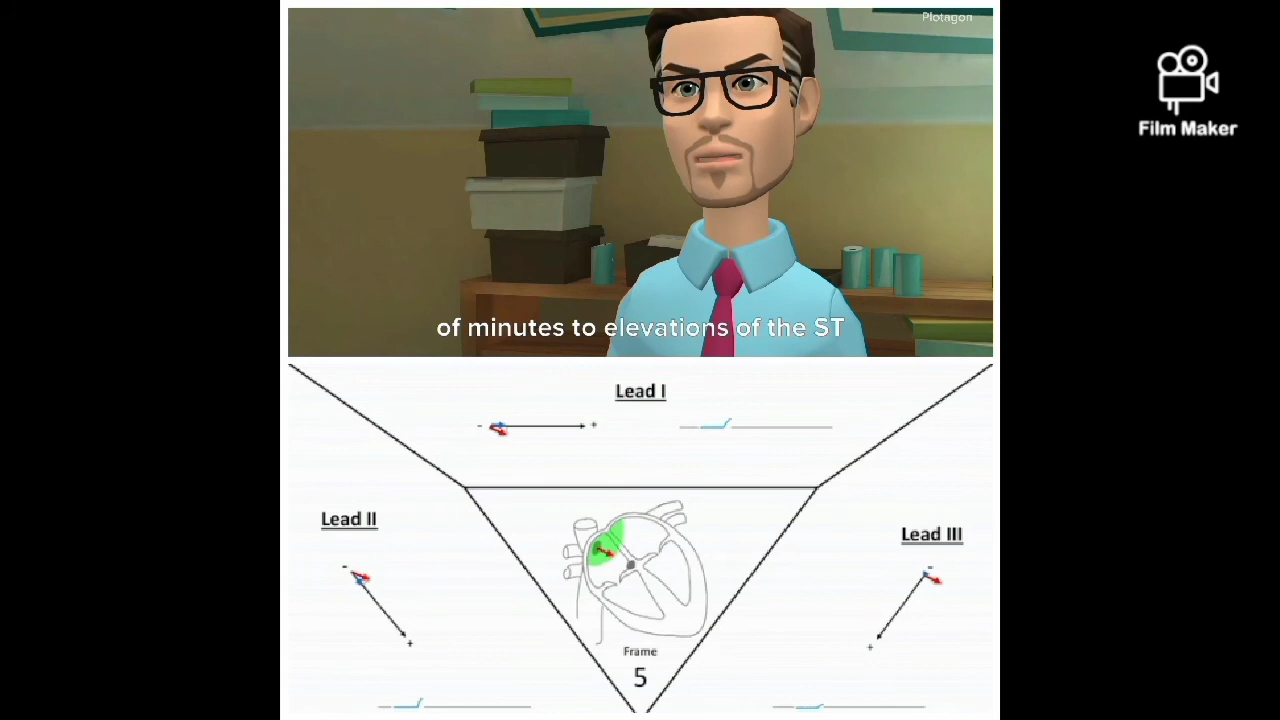 Plotagon
Film Maker
of minutes to elevations of the ST
Lead I
- +
Lead II
-
+
Lead III
-
+
Frame
5